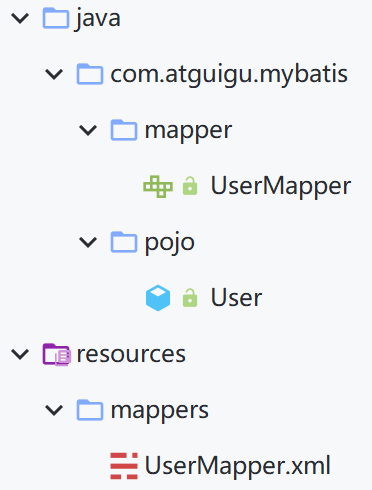 java
com.atguigu.mybatis
mapper
UserMapper
pojo
User
resources
mappers
UserMapper.xml